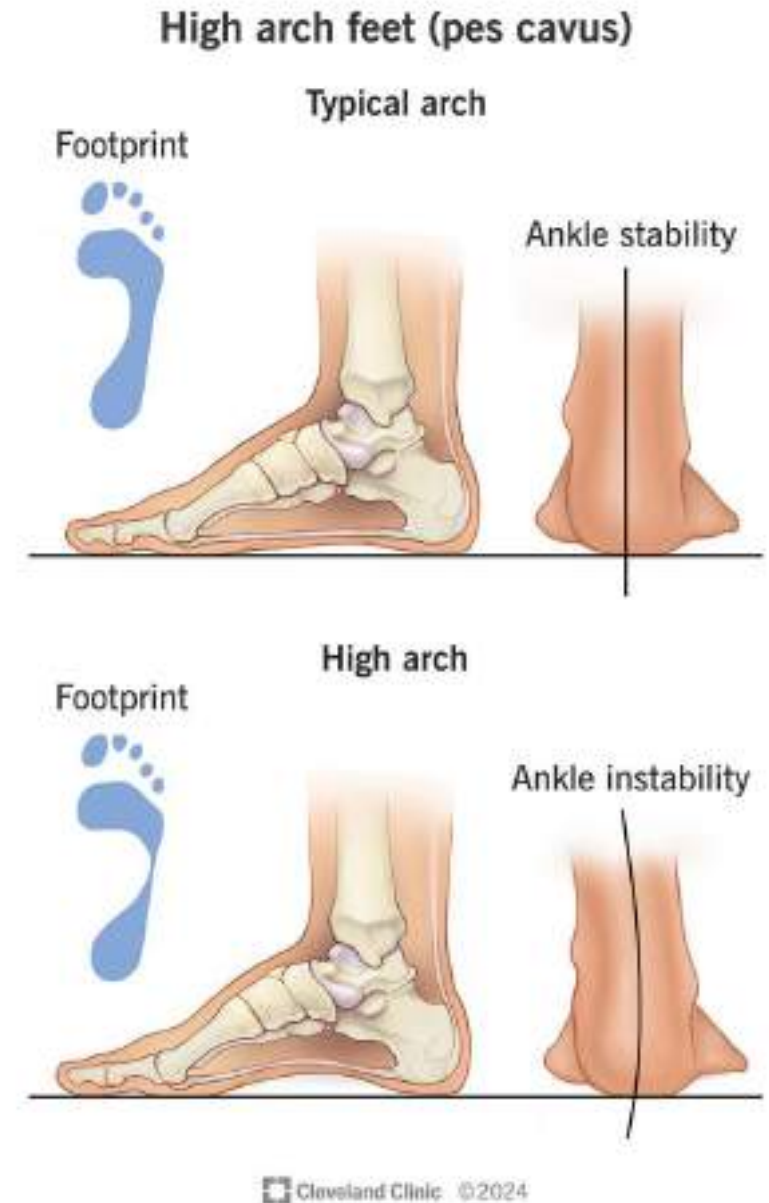 High arch feet (pes cavus)
Typical arch
Footprint
Ankle stability
High arch
Footprint
Ankle instability
Cleveland Clinic ©2024